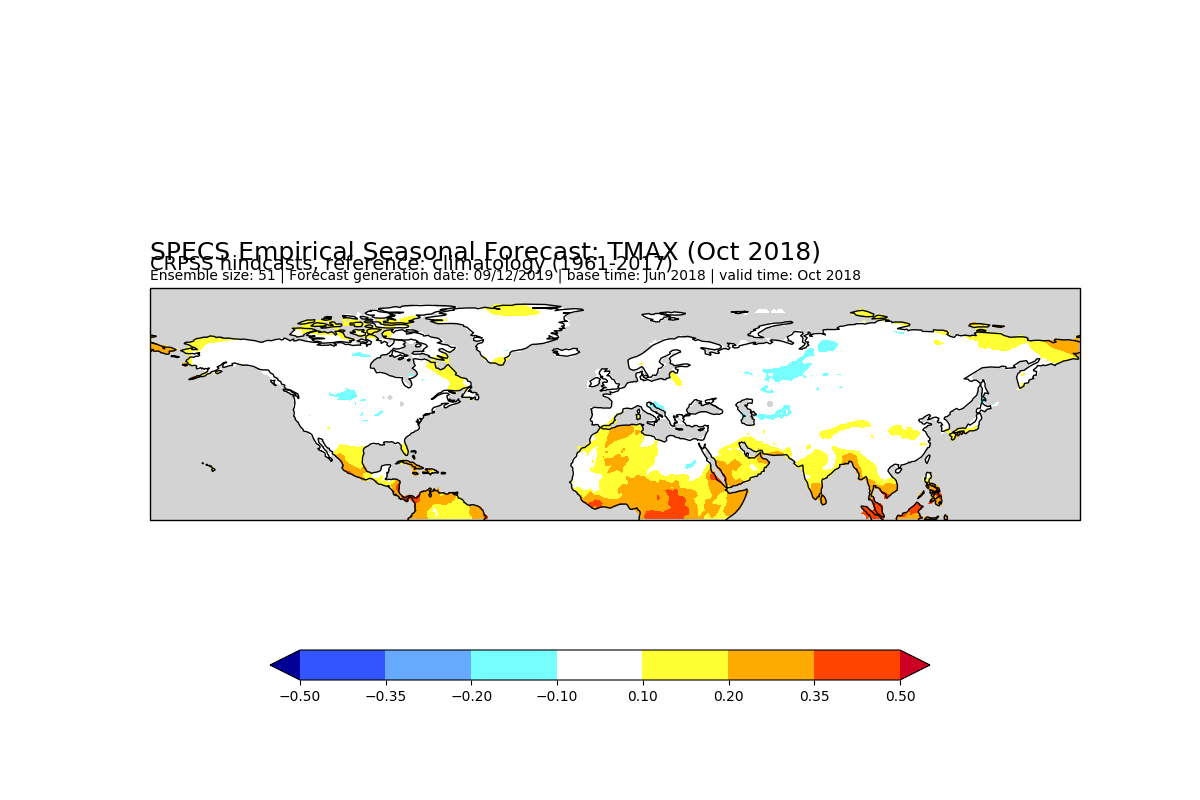 SPECS Empirical Seasonal Forecast: TMAX (Oct 2018)
CRPSS hindcasts, reference: climatology (1961-2017)
Ensemble size: 51 | Forecast generation date: 09/12/2019 | base time: Jun 2018 | valid time: Oct 2018
−0.50 −0.35 −0.20 −0.10 0.10 0.20 0.35 0.50